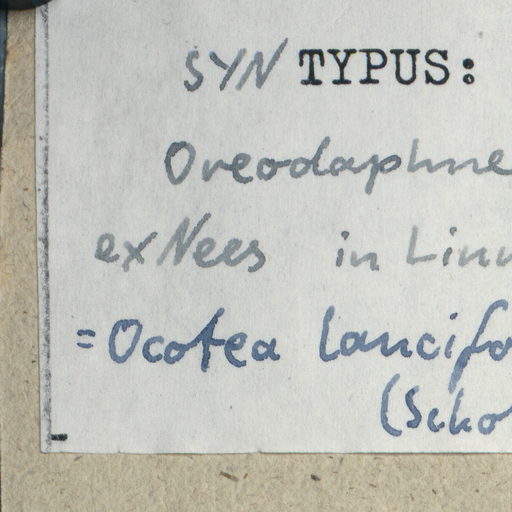 SYN TYPUS:
Oreodaphne
ex Nees in Linn
= Ocotea lancifo
(Scho